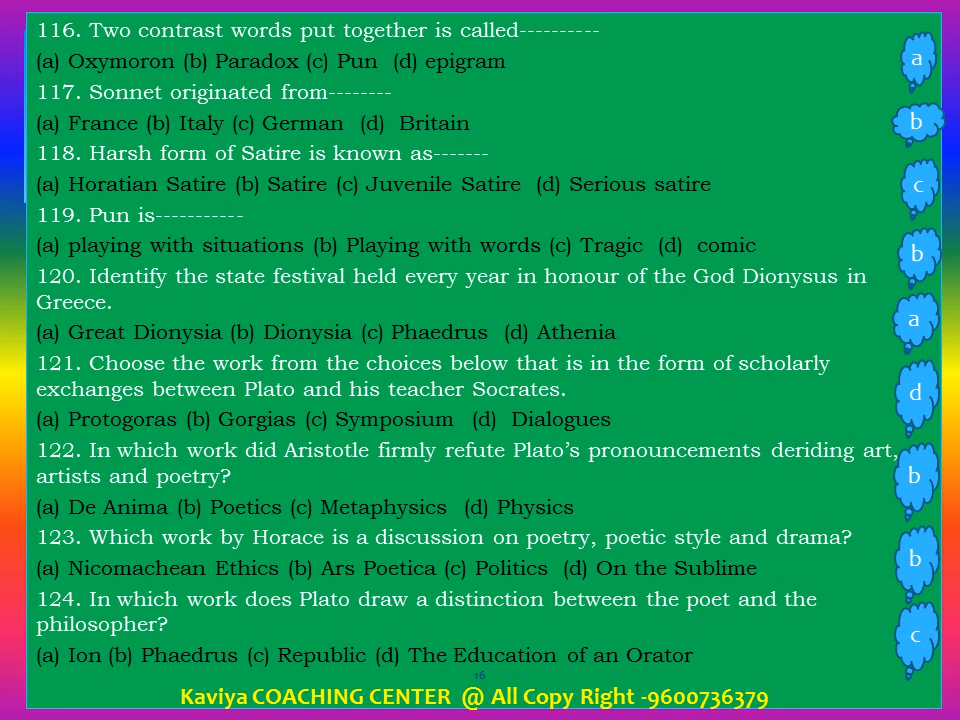 116. Two contrast words put together is called----------
(a) Oxymoron (b) Paradox (c) Pun (d) epigram
a
117. Sonnet originated from--------
(a) France (b) Italy (c) German (d) Britain
b
118. Harsh form of Satire is known as-------
(a) Horatian Satire (b) Satire (c) Juvenile Satire (d) Serious satire
c
119. Pun is-----------
(a) playing with situations (b) Playing with words (c) Tragic (d) comic
b
120. Identify the state festival held every year in honour of the God Dionysus in
Greece.
(a) Great Dionysia (b) Dionysia (c) Phaedrus (d) Athenia
a
121. Choose the work from the choices below that is in the form of scholarly
exchanges between Plato and his teacher Socrates.
(a) Protogoras (b) Gorgias (c) Symposium (d) Dialogues
d
122. In which work did Aristotle firmly refute Plato’s pronouncements deriding art,
artists and poetry?
(a) De Anima (b) Poetics (c) Metaphysics (d) Physics
b
123. Which work by Horace is a discussion on poetry, poetic style and drama?
(a) Nicomachean Ethics (b) Ars Poetica (c) Politics (d) On the Sublime
b
124. In which work does Plato draw a distinction between the poet and the
philosopher?
(a) Ion (b) Phaedrus (c) Republic (d) The Education of an Orator
c
16
Kaviya COACHING CENTER @ All Copy Right -9600736379